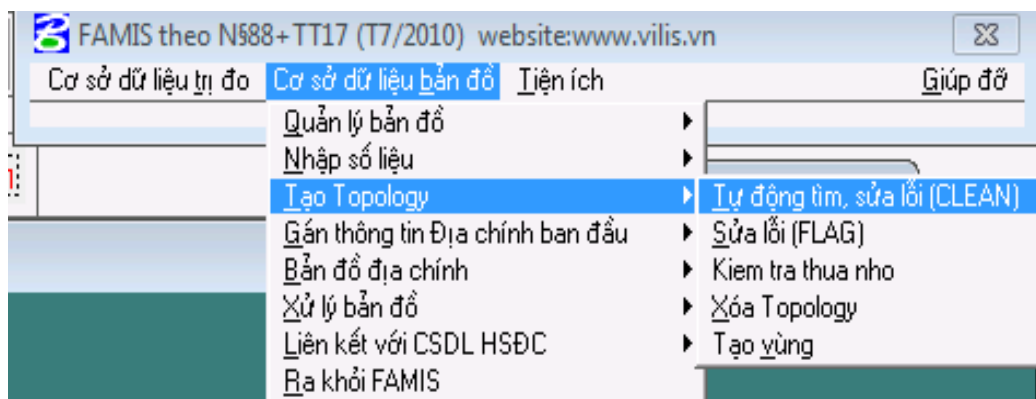 FAMIS theo N§88+TT17 (T7/2010) website:www.vilis.vn
Cơ sở dữ liệu trị đo Cơ sở dữ liệu bản đồ Tiện ích Giúp đỡ
Quản lý bản đồ
Nhập số liệu
Tạo Topology
Gán thông tin Địa chính ban đầu
Bản đồ địa chính
Xử lý bản đồ
Liên kết với CSDL HSĐC
Ra khỏi FAMIS
Tự động tìm, sửa lỗi (CLEAN)
Sửa lỗi (FLAG)
Kiem tra thua nho
Xóa Topology
Tạo vùng